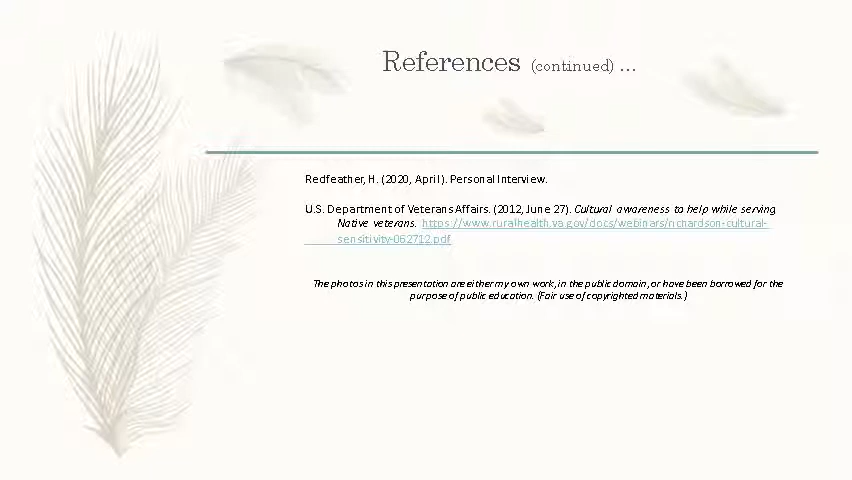 References (continued) ...
Redfeather, H. (2020, April). Personal Interview.
U.S. Department of Veterans Affairs. (2012, June 27). Cultural awareness to help while serving
Native veterans. https://www.ruralhealth.va.gov/docs/webinars/richardson-cultural-
sensitivity-062712.pdf
The photos in this presentation are either my own work, in the public domain, or have been borrowed for the
purpose of public education. (Fair use of copyrighted materials.)